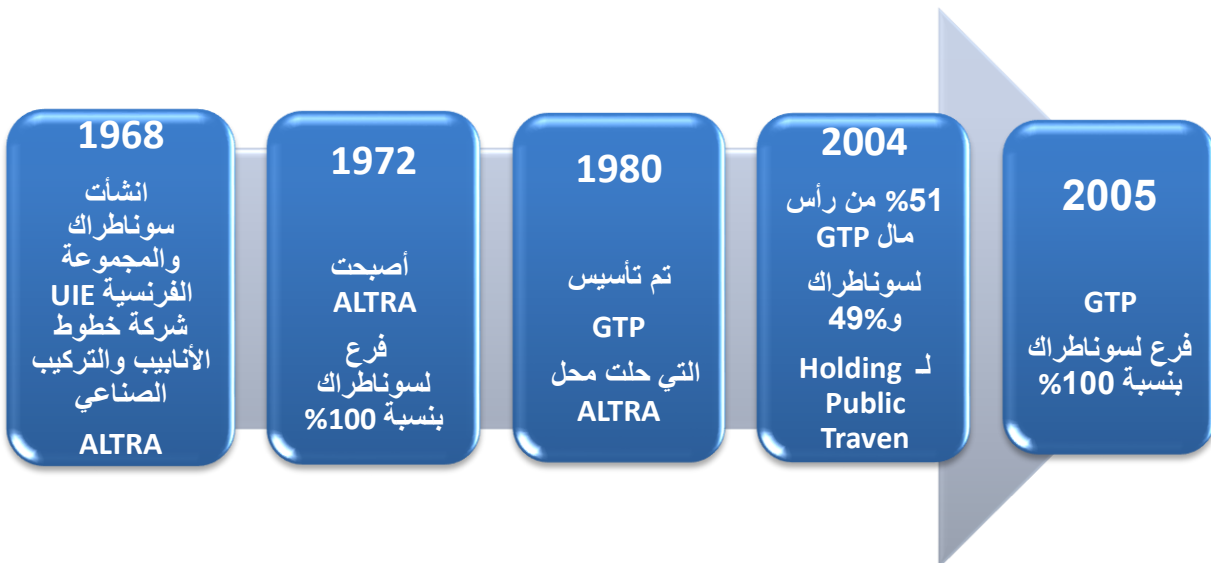 1968
انشأت
سوناطراك
والمجموعة
الفرنسية UIE
شركة خطوط
الأنابيب والتركيب
الصناعي
ALTRA
1972
أصبحت
ALTRA
فرع
لسوناطراك
بنسبة 100%
1980
تم تأسيس
GTP
التي حلت محل
ALTRA
2004
51% من رأس
مال GTP
لسوناطراك
و49%
لـ Holding
Public
Traven
2005
GTP
فرع لسوناطراك
بنسبة 100%